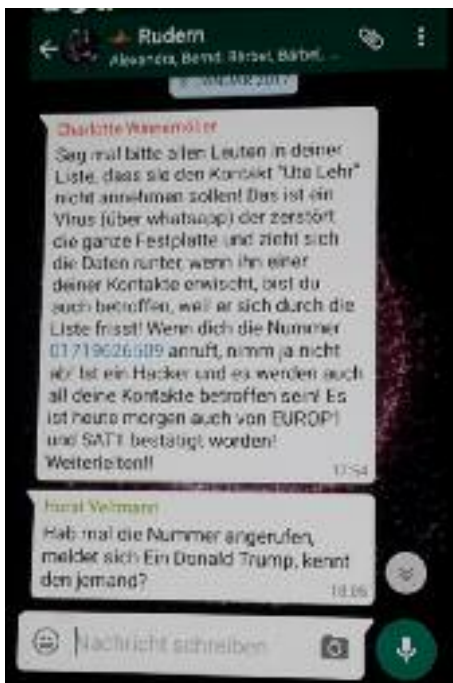 Rudern
Alexandra, Bernd, Bärbel, Bärbel, ...
2017
Charlotte
Sag mal bitte allen Leuten in deiner
Liste, dass sie den Kontakt "Ute Lehr"
nicht annehmen sollen! Das ist ein
Virus (über whatsapp) der zerstört
die ganze Festplatte und zieht sich
die Daten runter, wenn ihn einer
deiner Kontakte erwischt, bist du
auch betroffen, weil er sich durch die
Liste frisst! Wenn dich die Nummer
01719626509 anruft, nimm ja nicht
ab! Ist ein Hacker und es werden auch
all deine Kontakte betroffen sein! Es
ist heute morgen auch von EUROP1
und SAT1 bestätigt worden!
Weiterleiten!!
17:54
Horst Veltmann
Hab mal die Nummer angerufen,
meldet sich Ein Donald Trump, kennt
den jemand?
18:06
Nachricht schreiben